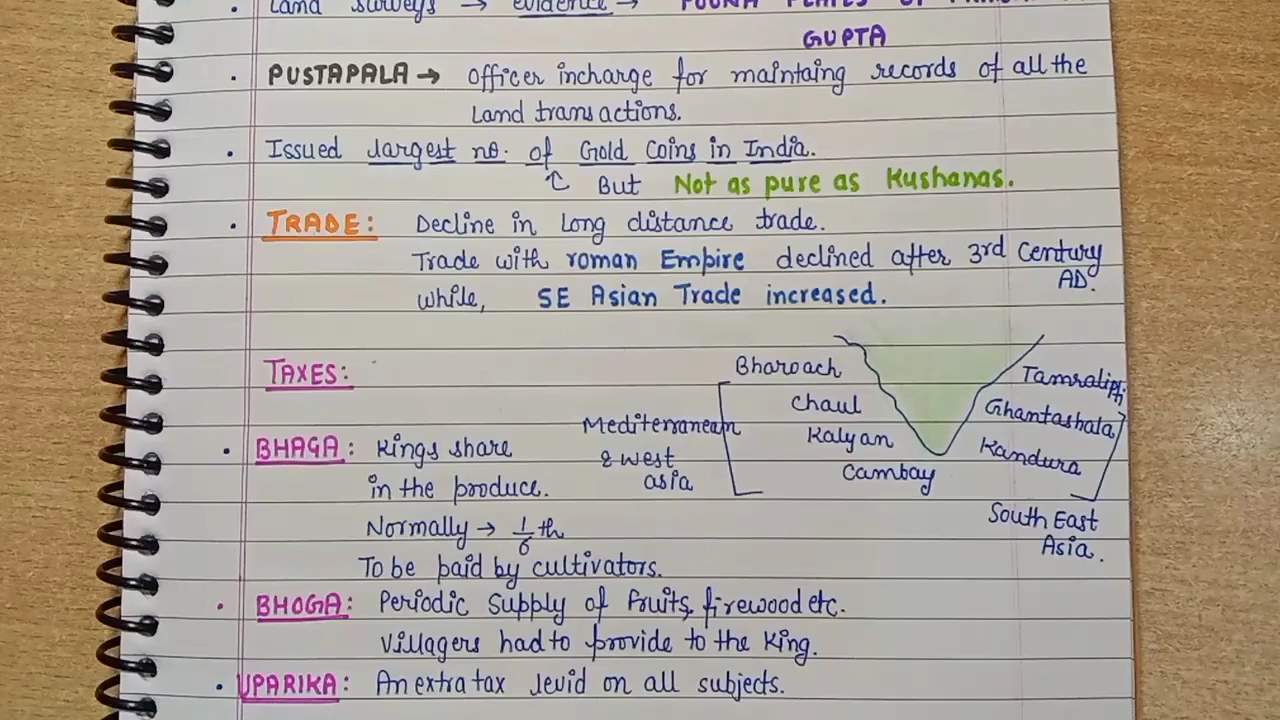 Land surveys → evidence →
GUPTA
• PUSTAPALA → Officer incharge for maintaing records of all the
Land transactions.
• Issued largest no. of Gold Coins in India.
But Not as pure as Kushanas.
• TRADE: Decline in Long distance trade.
Trade with roman Empire declined after 3rd Century
AD.
while, SE Asian Trade increased.
TAXES:
Bharoach
Chaul
Kalyan
Cambay
Mediterranean
& west
asia
Tamralipti
Ghantashala
Kandura
South East
Asia.
• BHAGA: Kings share
in the produce.
Normally → 1/6 th
To be paid by cultivators.
• BHOGA: Periodic Supply of fruits, firewood etc.
Villagers had to provide to the King.
• UPARIKA: An extra tax levid on all subjects.